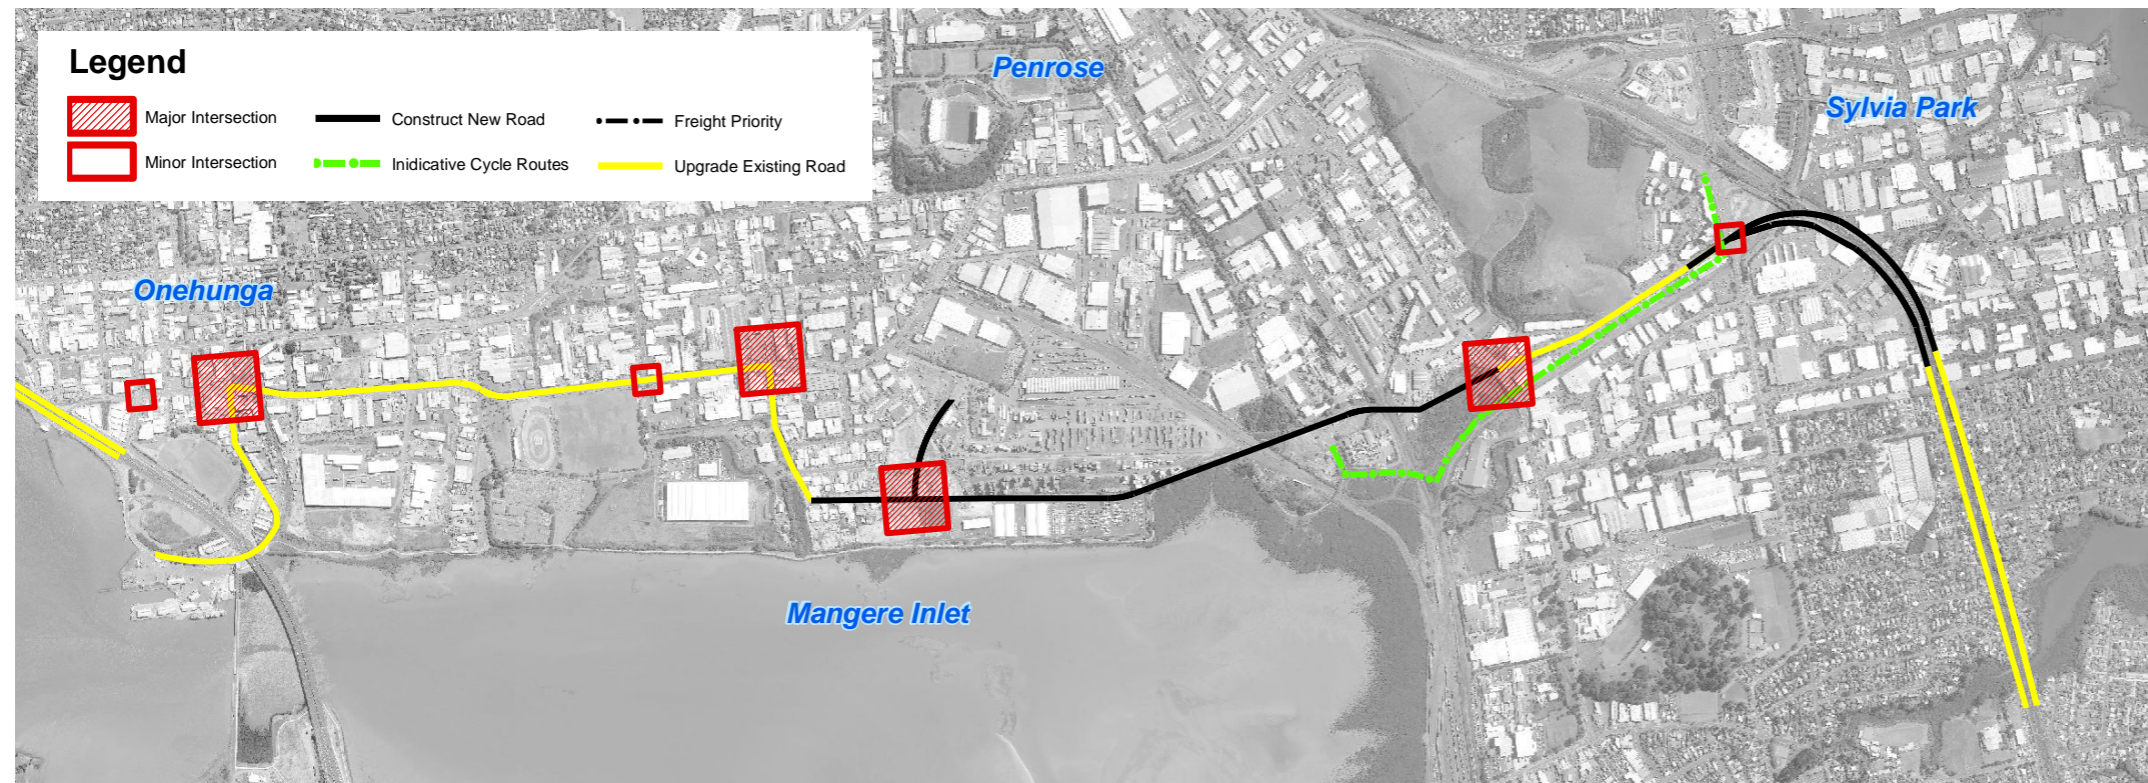 Legend
Major Intersection
Construct New Road
Freight Priority
Minor Intersection
Inidicative Cycle Routes
Upgrade Existing Road
Penrose
Sylvia Park
Onehunga
Mangere Inlet